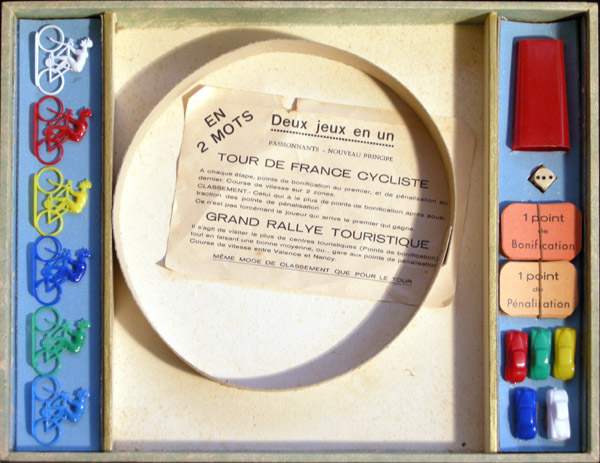 EN
2 MOTS
Deux jeux en un
PASSIONNANTS - NOUVEAU PRINCIPE
TOUR DE FRANCE CYCLISTE
A chaque étape, points de bonification au premier, et de pénalisation au
dernier. Course de vitesse sur 2 zones.
CLASSEMENT.- Celui qui à le plus de points de bonification après sous-
traction des points de pénalisation.
Ce n'est pas forcément le joueur qui arrive le premier qui gagne.
GRAND RALLYE TOURISTIQUE
Il s'agit de visiter le plus de centres touristiques (Points de bonification)
tout en faisant une bonne moyenne, ou... gare aux points de pénalisation
Course de vitesse entre Valence et Nancy.
MÊME MODE DE CLASSEMENT QUE POUR LE TOUR
1 point
de
Bonification
1 point
de
Pénalisation